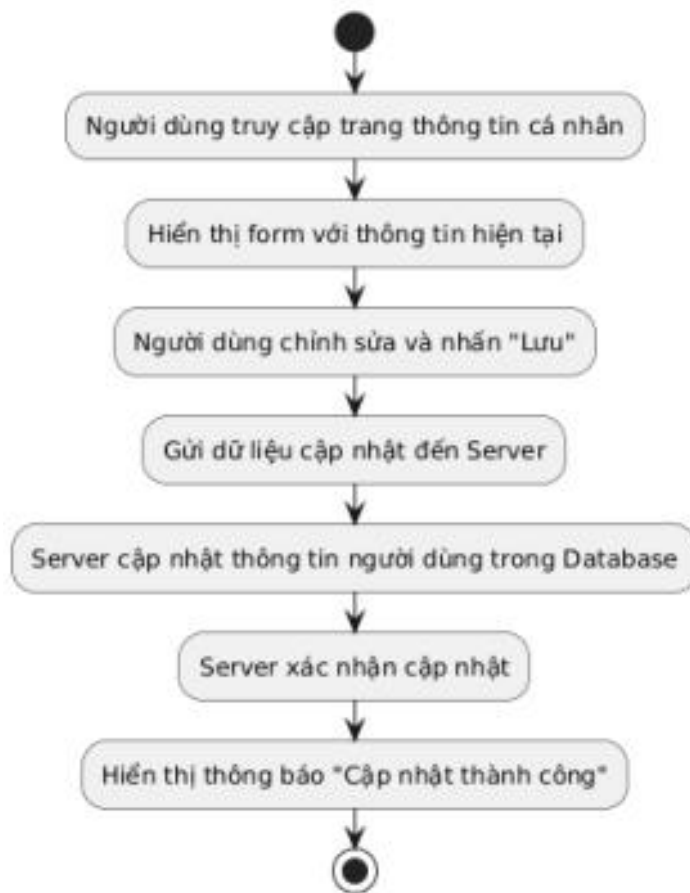 Người dùng truy cập trang thông tin cá nhân
Hiển thị form với thông tin hiện tại
Người dùng chỉnh sửa và nhấn "Lưu"
Gửi dữ liệu cập nhật đến Server
Server cập nhật thông tin người dùng trong Database
Server xác nhận cập nhật
Hiển thị thông báo "Cập nhật thành công"